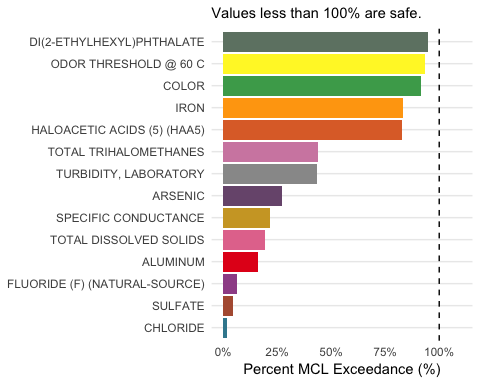 Values less than 100% are safe.
DI(2-ETHYLHEXYL)PHTHALATE
ODOR THRESHOLD @ 60 C
COLOR
IRON
HALOACETIC ACIDS (5) (HAA5)
TOTAL TRIHALOMETHANES
TURBIDITY, LABORATORY
ARSENIC
SPECIFIC CONDUCTANCE
TOTAL DISSOLVED SOLIDS
ALUMINUM
FLUORIDE (F) (NATURAL-SOURCE)
SULFATE
CHLORIDE
0% 25% 50% 75% 100%
Percent MCL Exceedance (%)